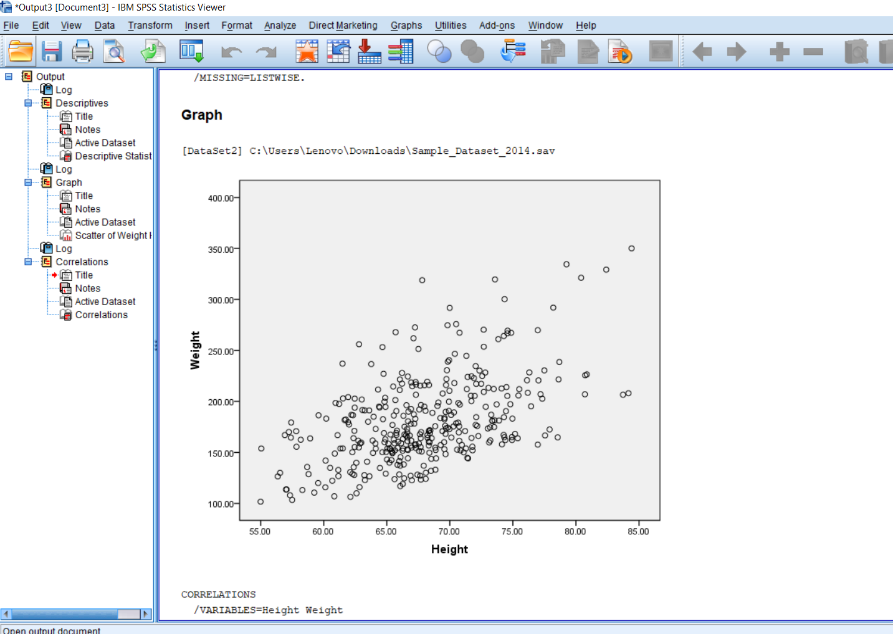 *Output3 [Document3] - IBM SPSS Statistics Viewer
File Edit View Data Transform Insert Format Analyze Direct Marketing Graphs Utilities Add-ons Window Help
Output
Log
Descriptives
Title
Notes
Active Dataset
Descriptive Statist
Log
Graph
Title
Notes
Active Dataset
Scatter of Weight H
Log
Correlations
Title
Notes
Active Dataset
Correlations
/MISSING=LISTWISE.
Graph
[DataSet2] C:\Users\Lenovo\Downloads\Sample_Dataset_2014.sav
400.00
350.00
300.00
250.00
200.00
150.00
100.00
Weight
55.00 60.00 65.00 70.00 75.00 80.00 85.00
Height
CORRELATIONS
/VARIABLES=Height Weight
Open output document